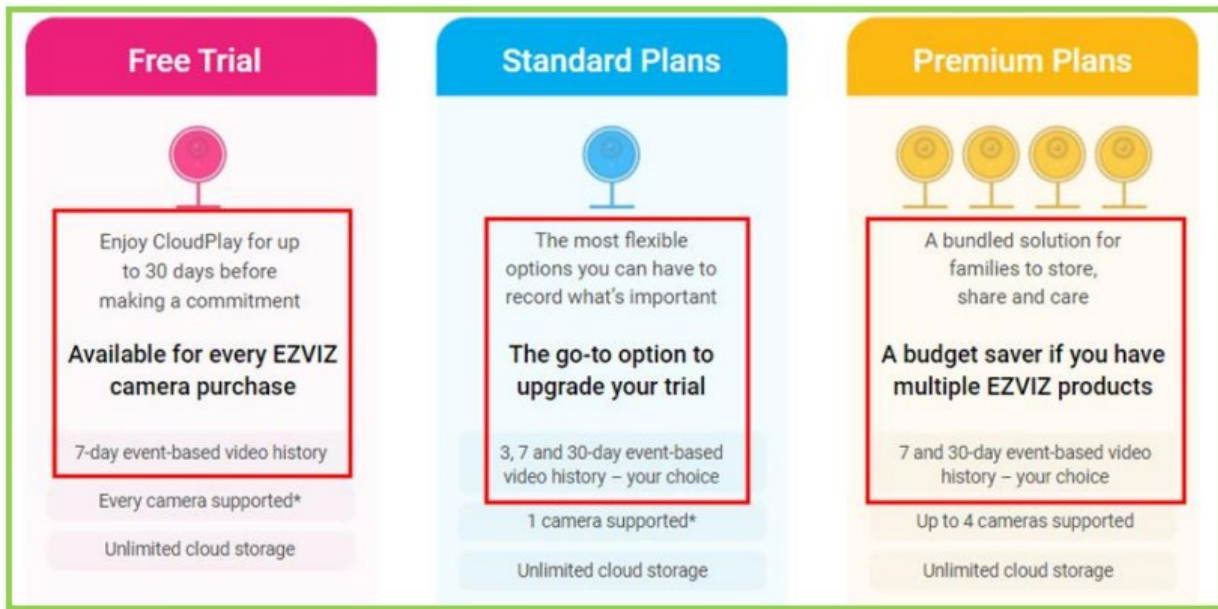 Free Trial
Enjoy CloudPlay for up
to 30 days before
making a commitment
Available for every EZVIZ
camera purchase
7-day event-based video history
Every camera supported*
Unlimited cloud storage
Standard Plans
The most flexible
options you can have to
record what's important
The go-to option to
upgrade your trial
3, 7 and 30-day event-based
video history – your choice
1 camera supported*
Unlimited cloud storage
Premium Plans
A bundled solution for
families to store,
share and care
A budget saver if you have
multiple EZVIZ products
7 and 30-day event-based video
history – your choice
Up to 4 cameras supported
Unlimited cloud storage